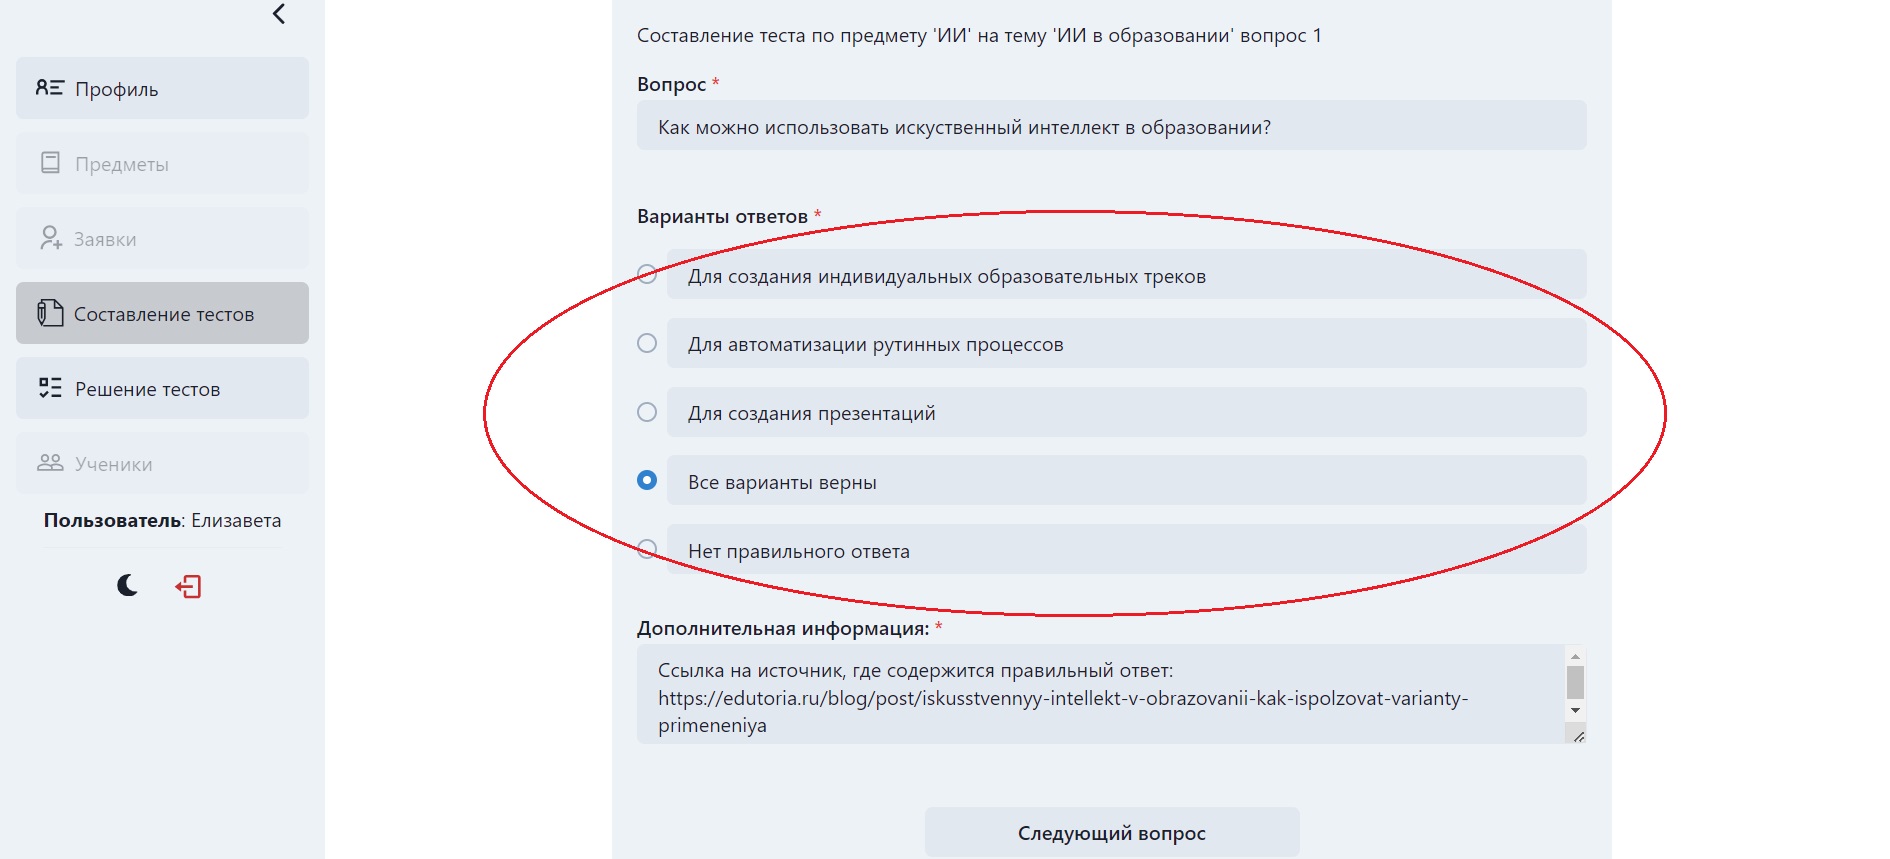 Профиль
Предметы
Заявки
Составление тестов
Решение тестов
Ученики
Пользователь: Елизавета
Составление теста по предмету 'ИИ' на тему 'ИИ в образовании' вопрос 1
Вопрос *
Как можно использовать искуственный интеллект в образовании?
Варианты ответов *
Для создания индивидуальных образовательных треков
Для автоматизации рутинных процессов
Для создания презентаций
Все варианты верны
Нет правильного ответа
Дополнительная информация: *
Ссылка на источник, где содержится правильный ответ:
https://edutoria.ru/blog/post/iskusstvennyy-intellekt-v-obrazovanii-kak-ispolzovat-varianty-
primeneniya
Следующий вопрос